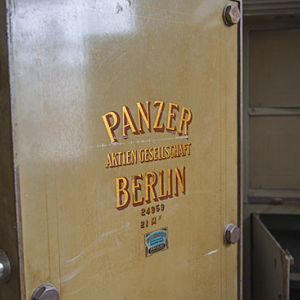 PANZER
AKTIEN GESELLSCHAFT
BERLIN